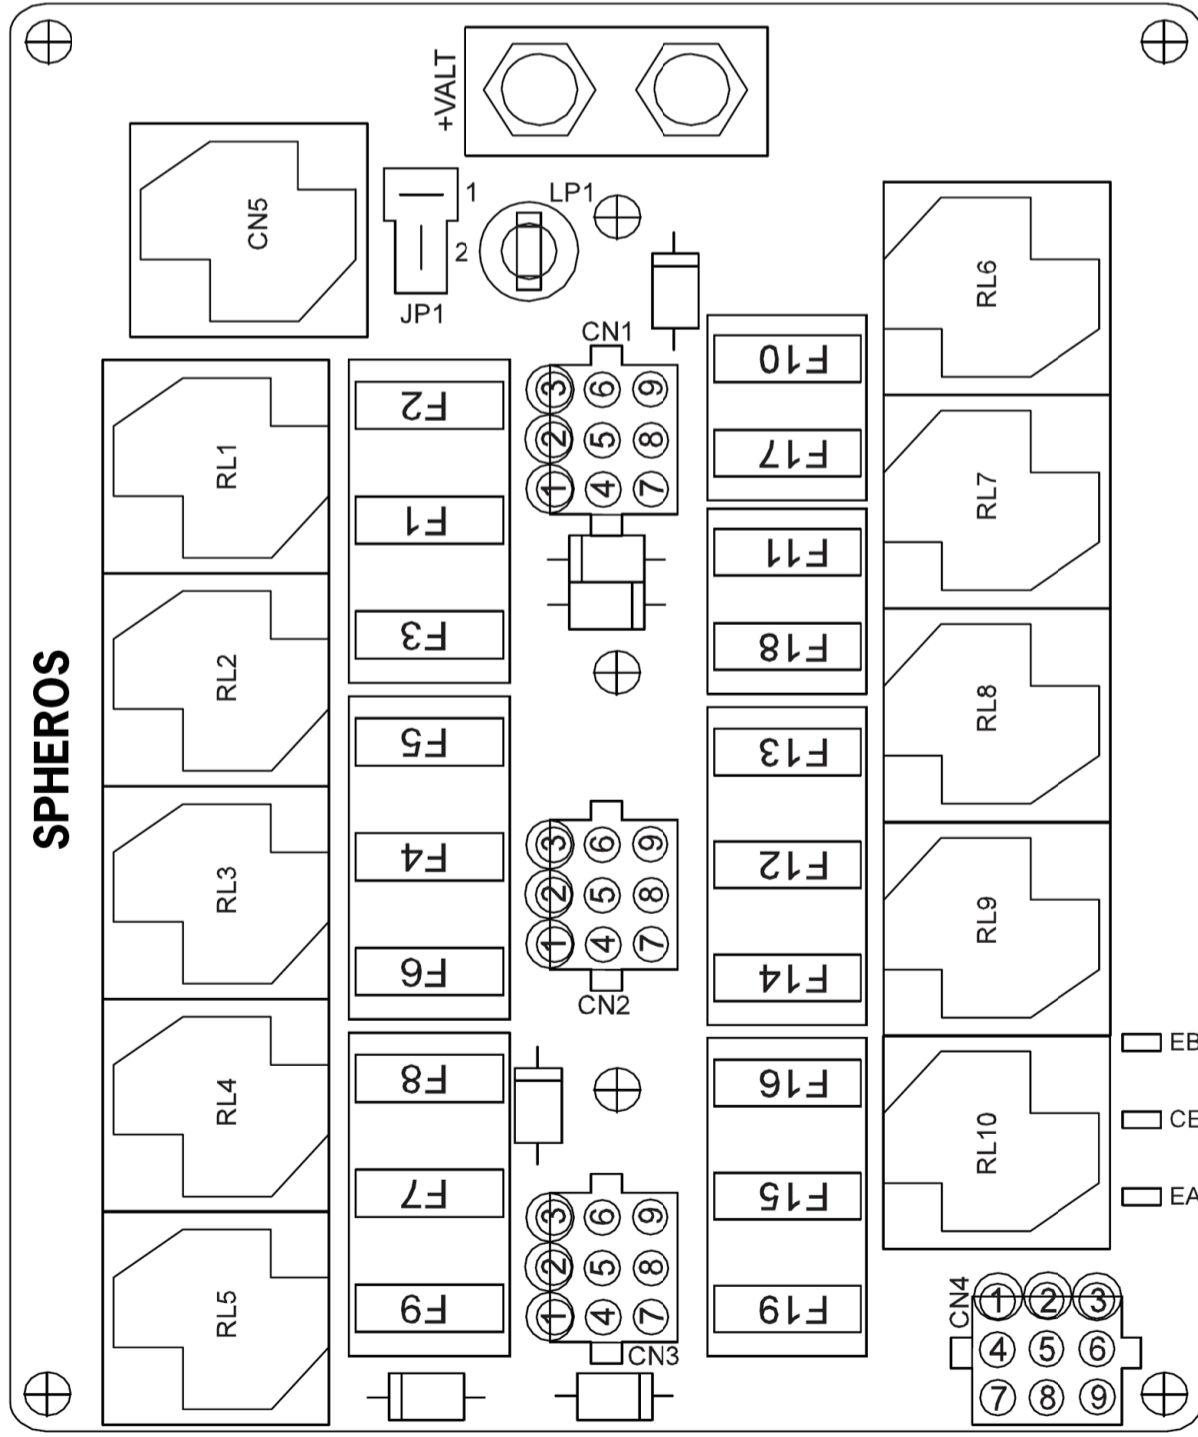 +VALT
CN5
1
2
JP1
LP1
RL6
CN1
3 6 9
2 5 8
1 4 7
F10
F17
RL1
F2
F1
F3
F11
F18
RL7
SPHEROS
RL2
F5
F4
F6
F13
F12
F14
RL8
RL3
3 6 9
2 5 8
1 4 7
CN2
RL9
RL4
F8
F7
F9
F16
F15
F19
RL10
EB
CE
EA
RL5
3 6 9
2 5 8
1 4 7
CN3
CN4
1 2 3
4 5 6
7 8 9